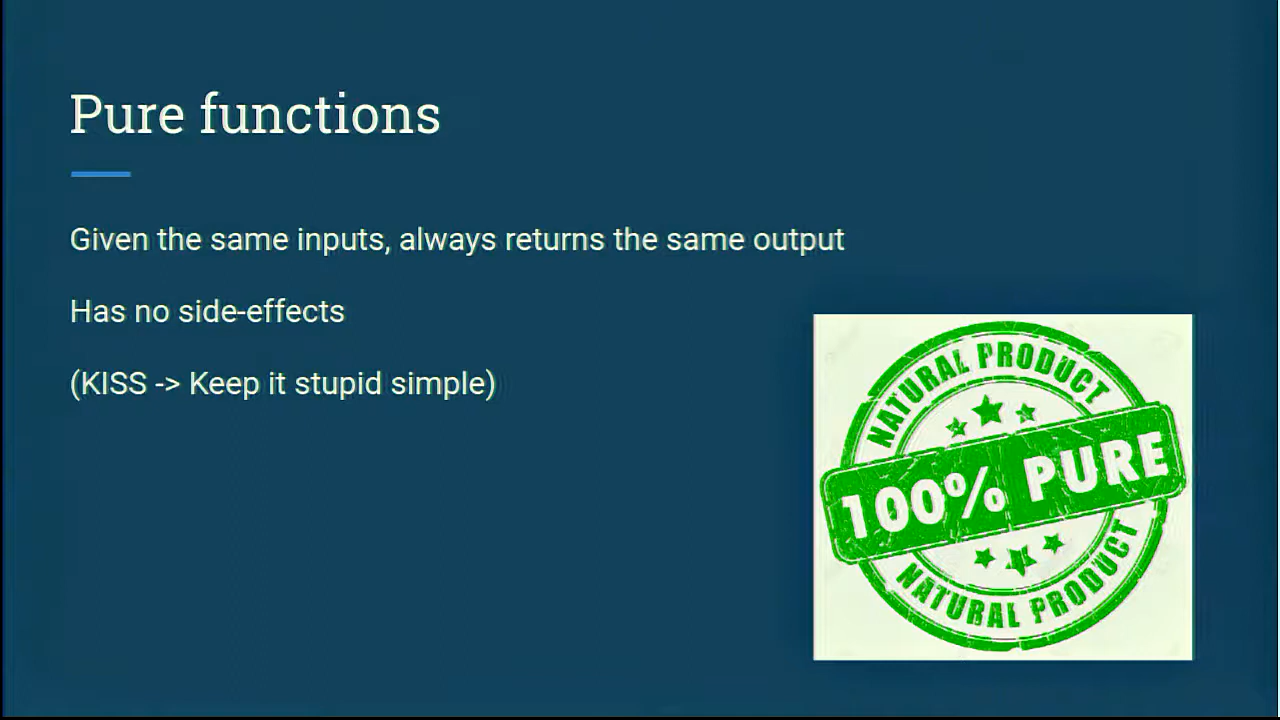 Pure functions
Given the same inputs, always returns the same output
Has no side-effects
(KISS -> Keep it stupid simple)
NATURAL PRODUCT
100% PURE
NATURAL PRODUCT